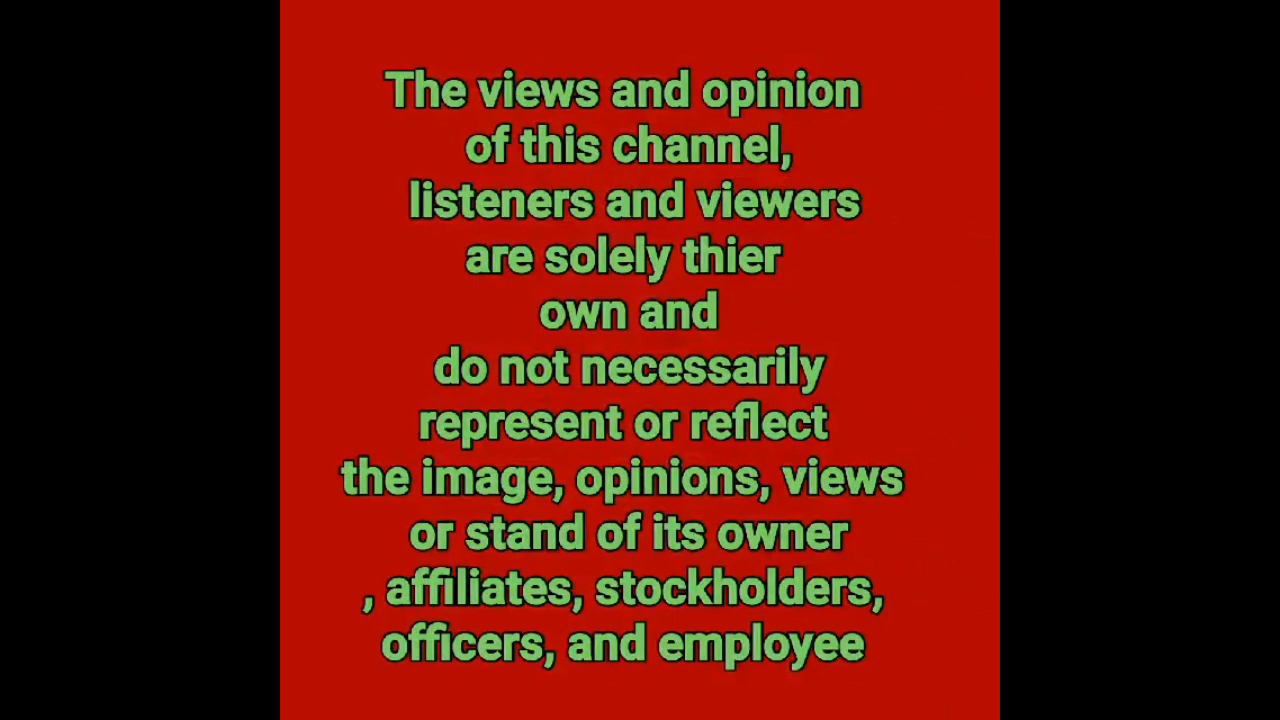 The views and opinion
of this channel,
listeners and viewers
are solely thier
own and
do not necessarily
represent or reflect
the image, opinions, views
or stand of its owner
, affiliates, stockholders,
officers, and employee